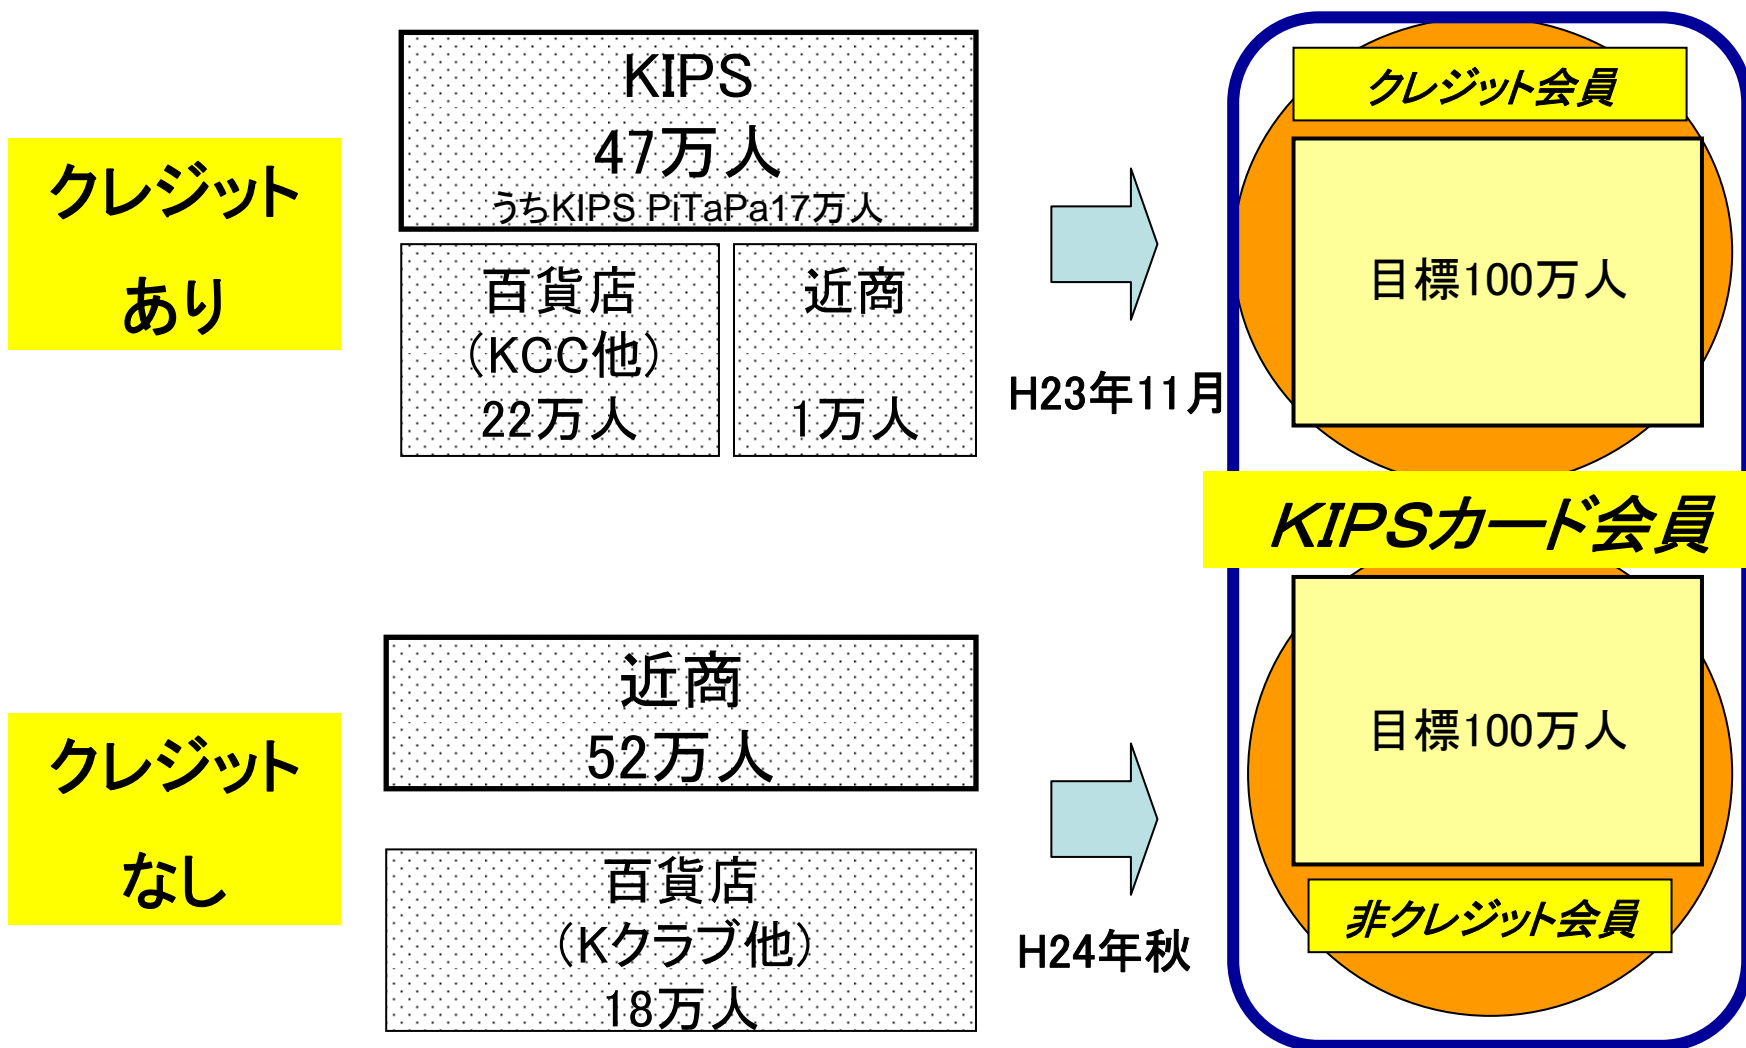 クレジット
あり
KIPS
47万人
うちKIPS PiTaPa17万人
百貨店
（KCC他）
22万人
近商
1万人
H23年11月
クレジット会員
目標100万人
KIPSカード会員
クレジット
なし
近商
52万人
百貨店
（Kクラブ他）
18万人
H24年秋
目標100万人
非クレジット会員